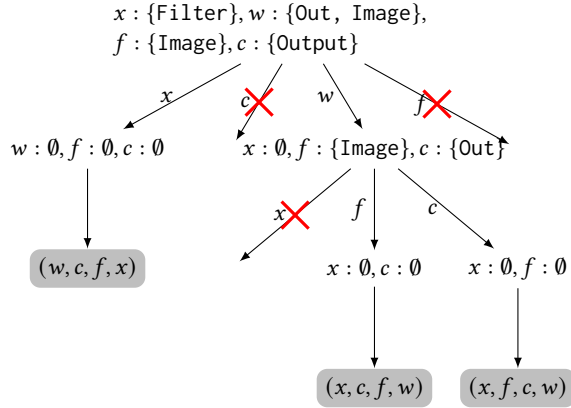 x : {Filter}, w : {Out, Image},
f : {Image}, c : {Output}
x
c
w
f
w : ∅, f : ∅, c : ∅
x : ∅, f : {Image}, c : {Out}
x
f
c
(w, c, f, x)
x : ∅, c : ∅
x : ∅, f : ∅
(x, c, f, w)
(x, f, c, w)